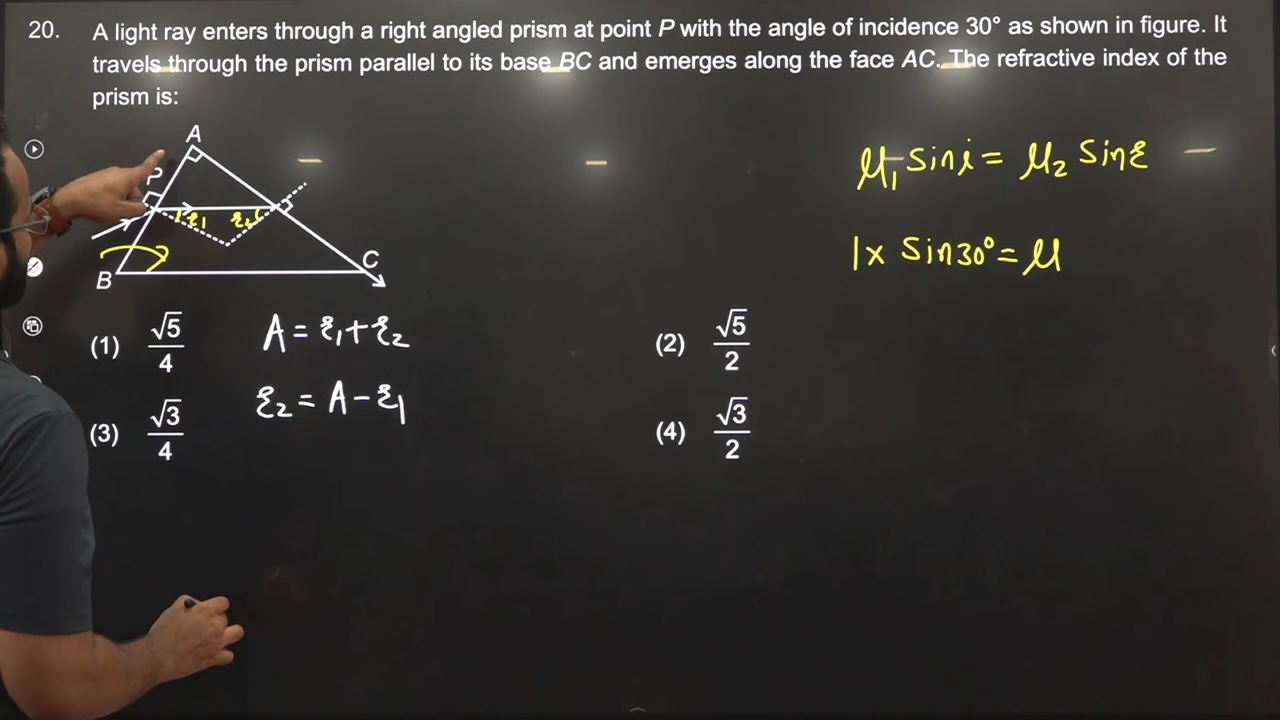 20. A light ray enters through a right angled prism at point P with the angle of incidence 30° as shown in figure. It
travels through the prism parallel to its base BC and emerges along the face AC. The refractive index of the
prism is:
A
P
r₁ r₂
B
C
μ₁ sin i = μ₂ sin r
1 x Sin30° = μ
(1) √5/4
(2) √5/2
(3) √3/4
(4) √3/2
A = r₁ + r₂
r₂ = A - r₁